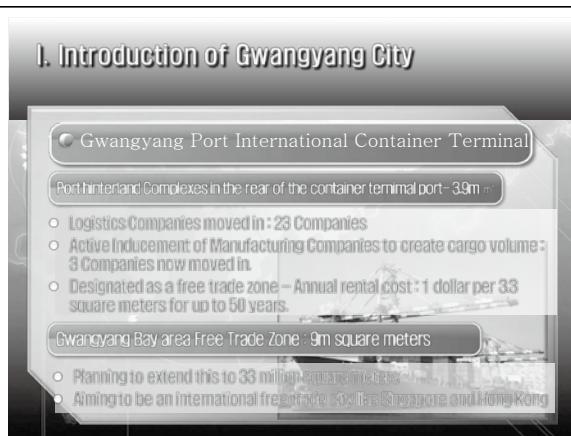 I. Introduction of Gwangyang City
Gwangyang Port International Container Terminal
Port hinterland Complexes in the rear of the container ternimal port- 3.9m ㎡
Logistics Companies moved in : 23 Companies
Active Inducement of Manufacturing Companies to create cargo volume :
3 Companies now moved in.
Designated as a free trade zone – Annual rental cost : 1 dollar per 3.3
square meters for up to 50 years.
Gwangyang Bay area Free Trade Zone : 9m square meters
Planning to extend this to 33 million square meters
Aiming to be an international free trade city like Singapore and Hong Kong